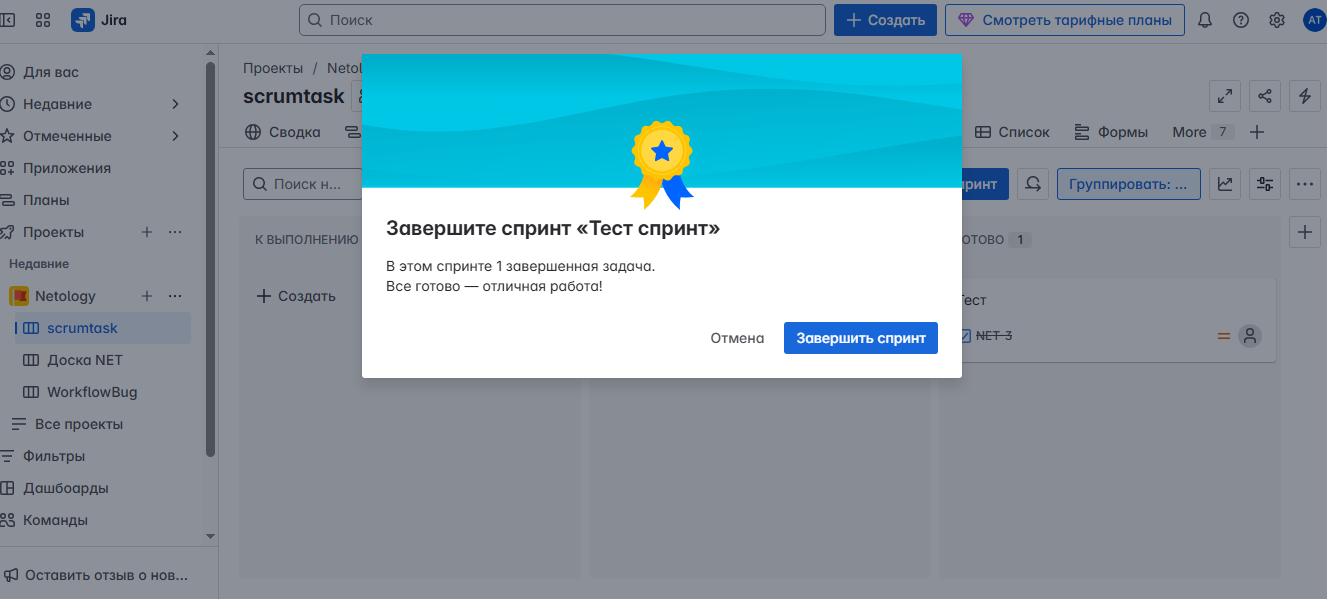 Jira
Поиск
Создать
Смотреть тарифные планы
AT
Для вас
Недавние
Отмеченные
Приложения
Планы
Проекты
Недавние
Netology
scrumtask
Доска NET
WorkflowBug
Все проекты
Фильтры
Дашбоарды
Команды
Оставить отзыв о нов...
Проекты / Netol
scrumtask
Сводка
Список
Формы
More 7
Поиск н...
принт
Группировать: ...
К ВЫПОЛНЕНИЮ
Создать
ОТОВО 1
Тест
NET-3
Завершите спринт «Тест спринт»
В этом спринте 1 завершенная задача.
Все готово — отличная работа!
Отмена
Завершить спринт